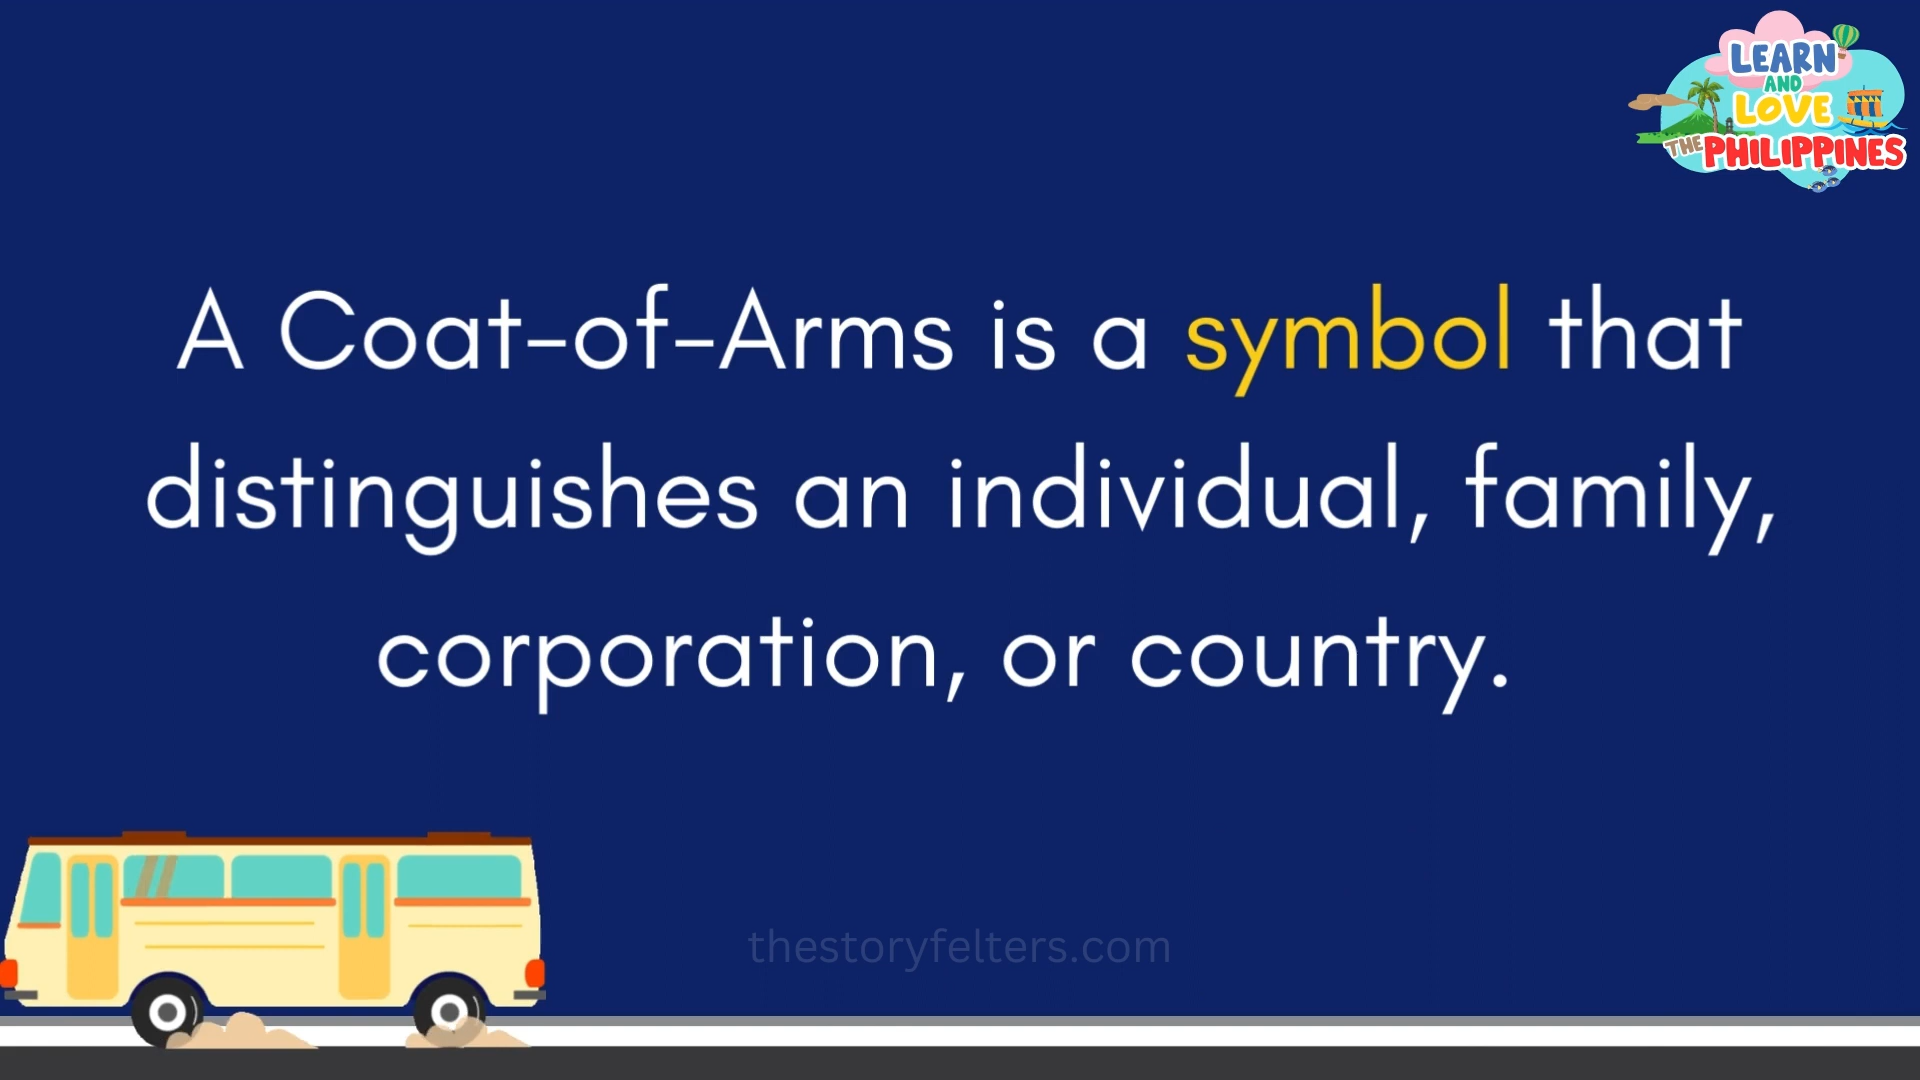 LEARN
AND
LOVE
THE PHILIPPINES
A Coat-of-Arms is a symbol that
distinguishes an individual, family,
corporation, or country.
thestoryfelters.com